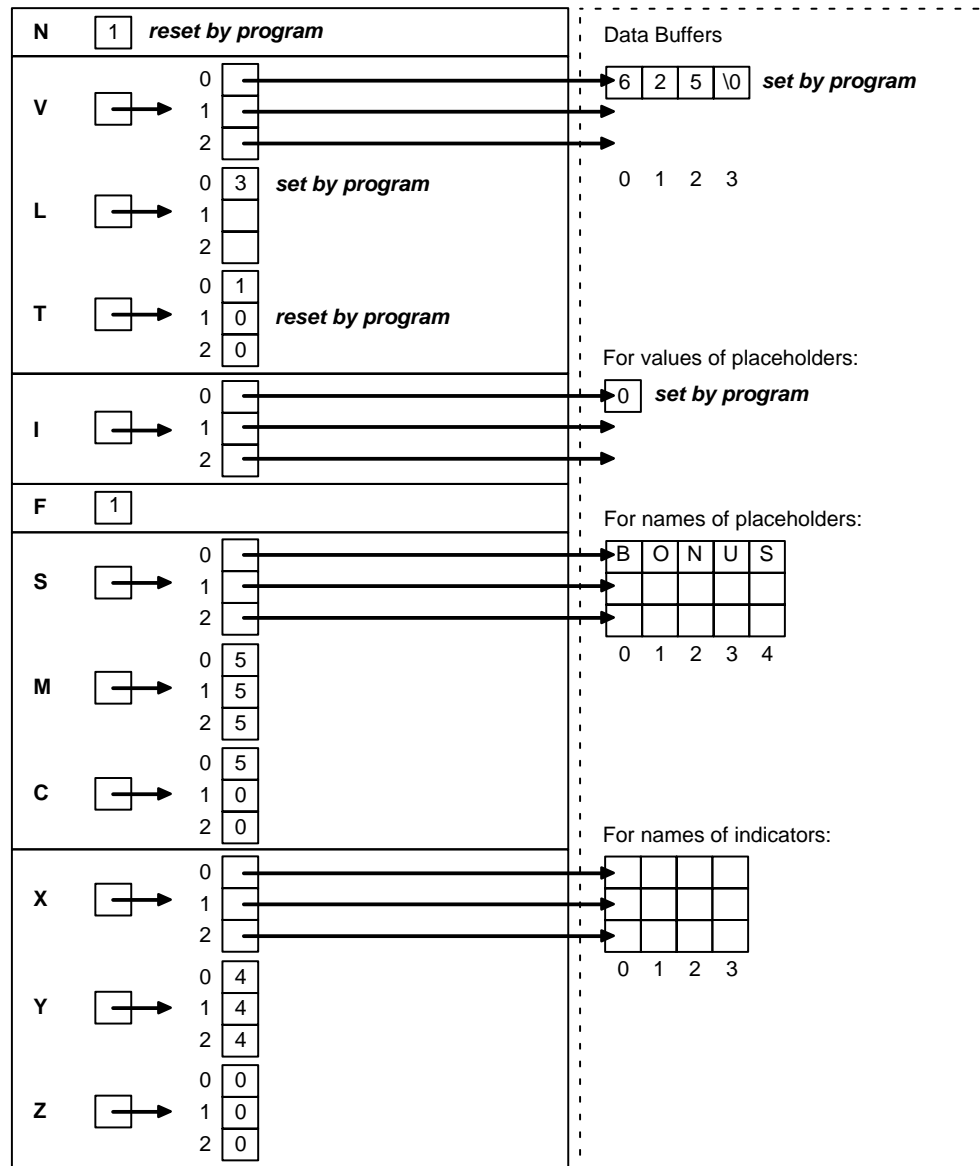 N 1 reset by program
Data Buffers
V
0
1
2
6 2 5 \0 set by program
0 1 2 3
L
0 3 set by program
1
2
T
0 1
1 0 reset by program
2 0
For values of placeholders:
I
0
1
2
0 set by program
F 1
For names of placeholders:
S
0
1
2
B O N U S
0 1 2 3 4
M
0 5
1 5
2 5
C
0 5
1 0
2 0
For names of indicators:
X
0
1
2
0 1 2 3
Y
0 4
1 4
2 4
Z
0 0
1 0
2 0